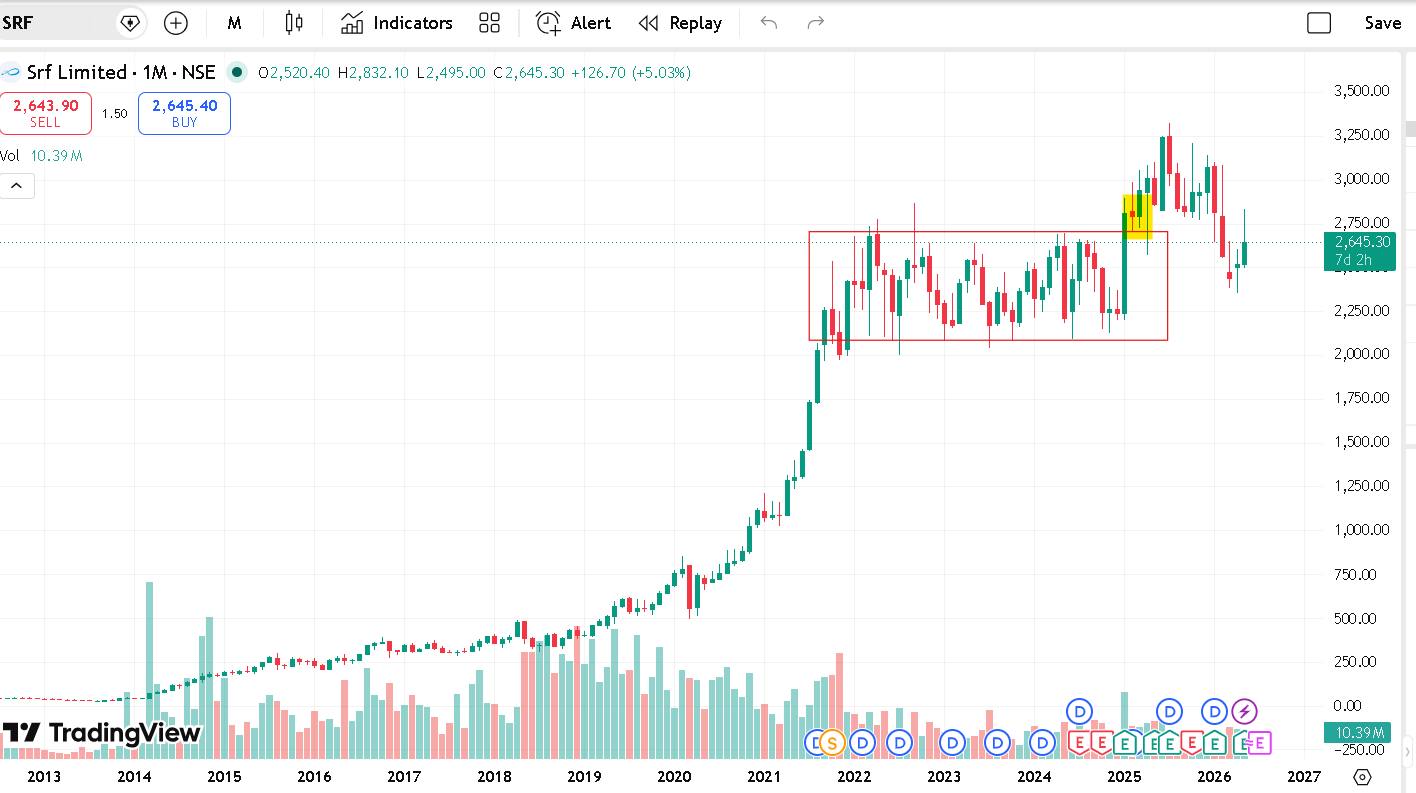 SRF M Indicators Alert Replay Save
Srf Limited · 1M · NSE O2,520.40 H2,832.10 L2,495.00 C2,645.30 +126.70 (+5.03%)
2,643.90 1.50 2,645.40
SELL BUY
Vol 10.39 M
3,500.00
3,250.00
3,000.00
2,750.00
2,645.30
7d 2h
2,250.00
2,000.00
1,750.00
1,500.00
1,250.00
1,000.00
750.00
500.00
250.00
0.00
10.39 M
−250.00
D D D
D S D D D D D E E E E E E E E E
TradingView
2013 2014 2015 2016 2017 2018 2019 2020 2021 2022 2023 2024 2025 2026 2027